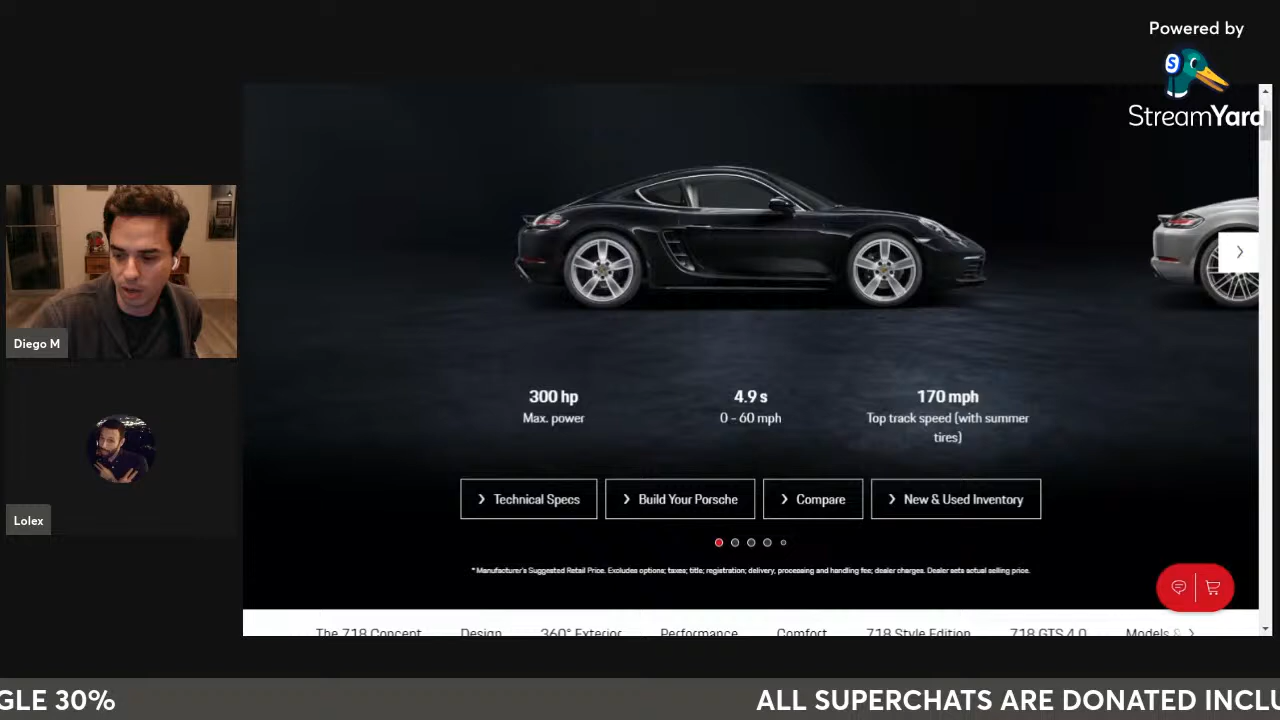 Powered by
StreamYard
Diego M
Lolex
300 hp
Max. power
4.9 s
0 - 60 mph
170 mph
Top track speed (with summer
tires)
Technical Specs
Build Your Porsche
Compare
New & Used Inventory
* Manufacturer's Suggested Retail Price. Excludes options; taxes; title; registration; delivery, processing and handling fee; dealer charges. Dealer sets actual selling price.
The 718 Concept Design 360° Exterior Performance Comfort 718 Style Edition 718 GTS 4.0 Models &
GLE 30% ALL SUPERCHATS ARE DONATED INCLU